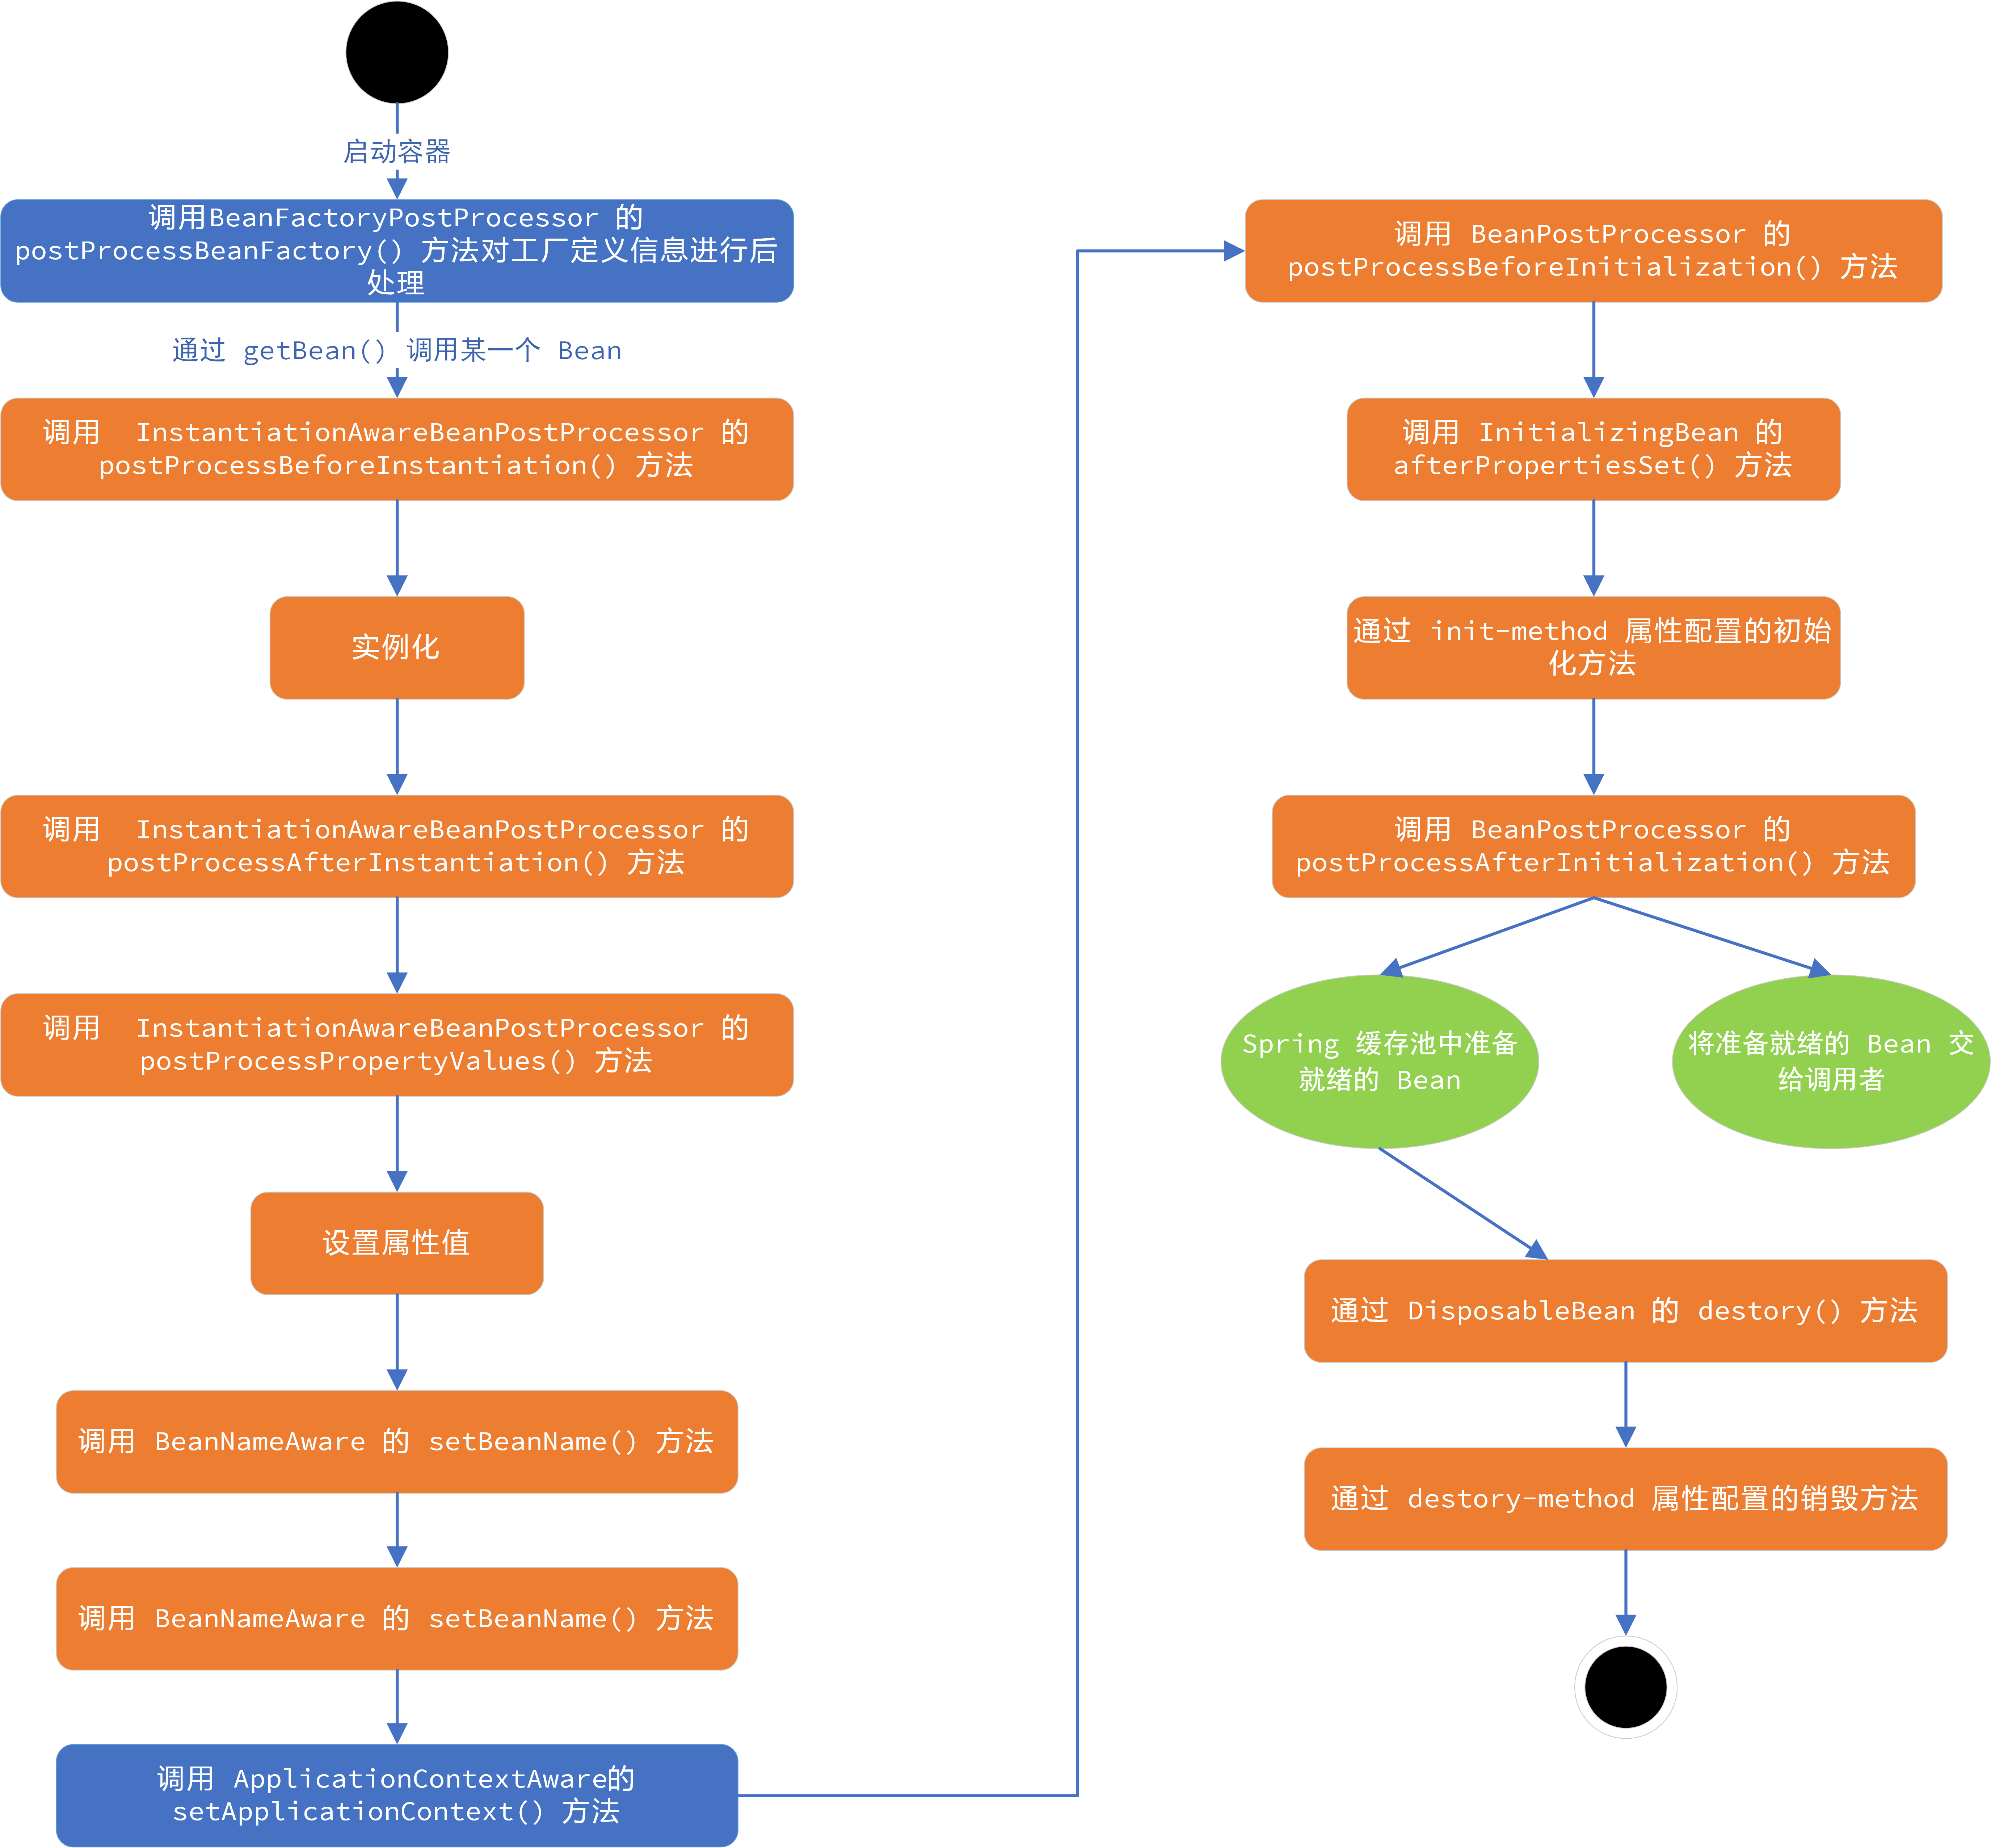 启动容器
调用BeanFactoryPostProcessor 的
postProcessBeanFactory() 方法对工厂定义信息进行后
处理
通过 getBean() 调用某一个 Bean
调用  InstantiationAwareBeanPostProcessor 的
postProcessBeforeInstantiation() 方法
实例化
调用  InstantiationAwareBeanPostProcessor 的
postProcessAfterInstantiation() 方法
调用  InstantiationAwareBeanPostProcessor 的
postProcessPropertyValues() 方法
设置属性值
调用 BeanNameAware 的 setBeanName() 方法
调用 BeanNameAware 的 setBeanName() 方法
调用 ApplicationContextAware的
setApplicationContext() 方法
调用 BeanPostProcessor 的
postProcessBeforeInitialization() 方法
调用 InitializingBean 的
afterPropertiesSet() 方法
通过 init-method 属性配置的初始
化方法
调用 BeanPostProcessor 的
postProcessAfterInitialization() 方法
Spring 缓存池中准备
就绪的 Bean
将准备就绪的 Bean 交
给调用者
通过 DisposableBean 的 destory() 方法
通过 destory-method 属性配置的销毁方法